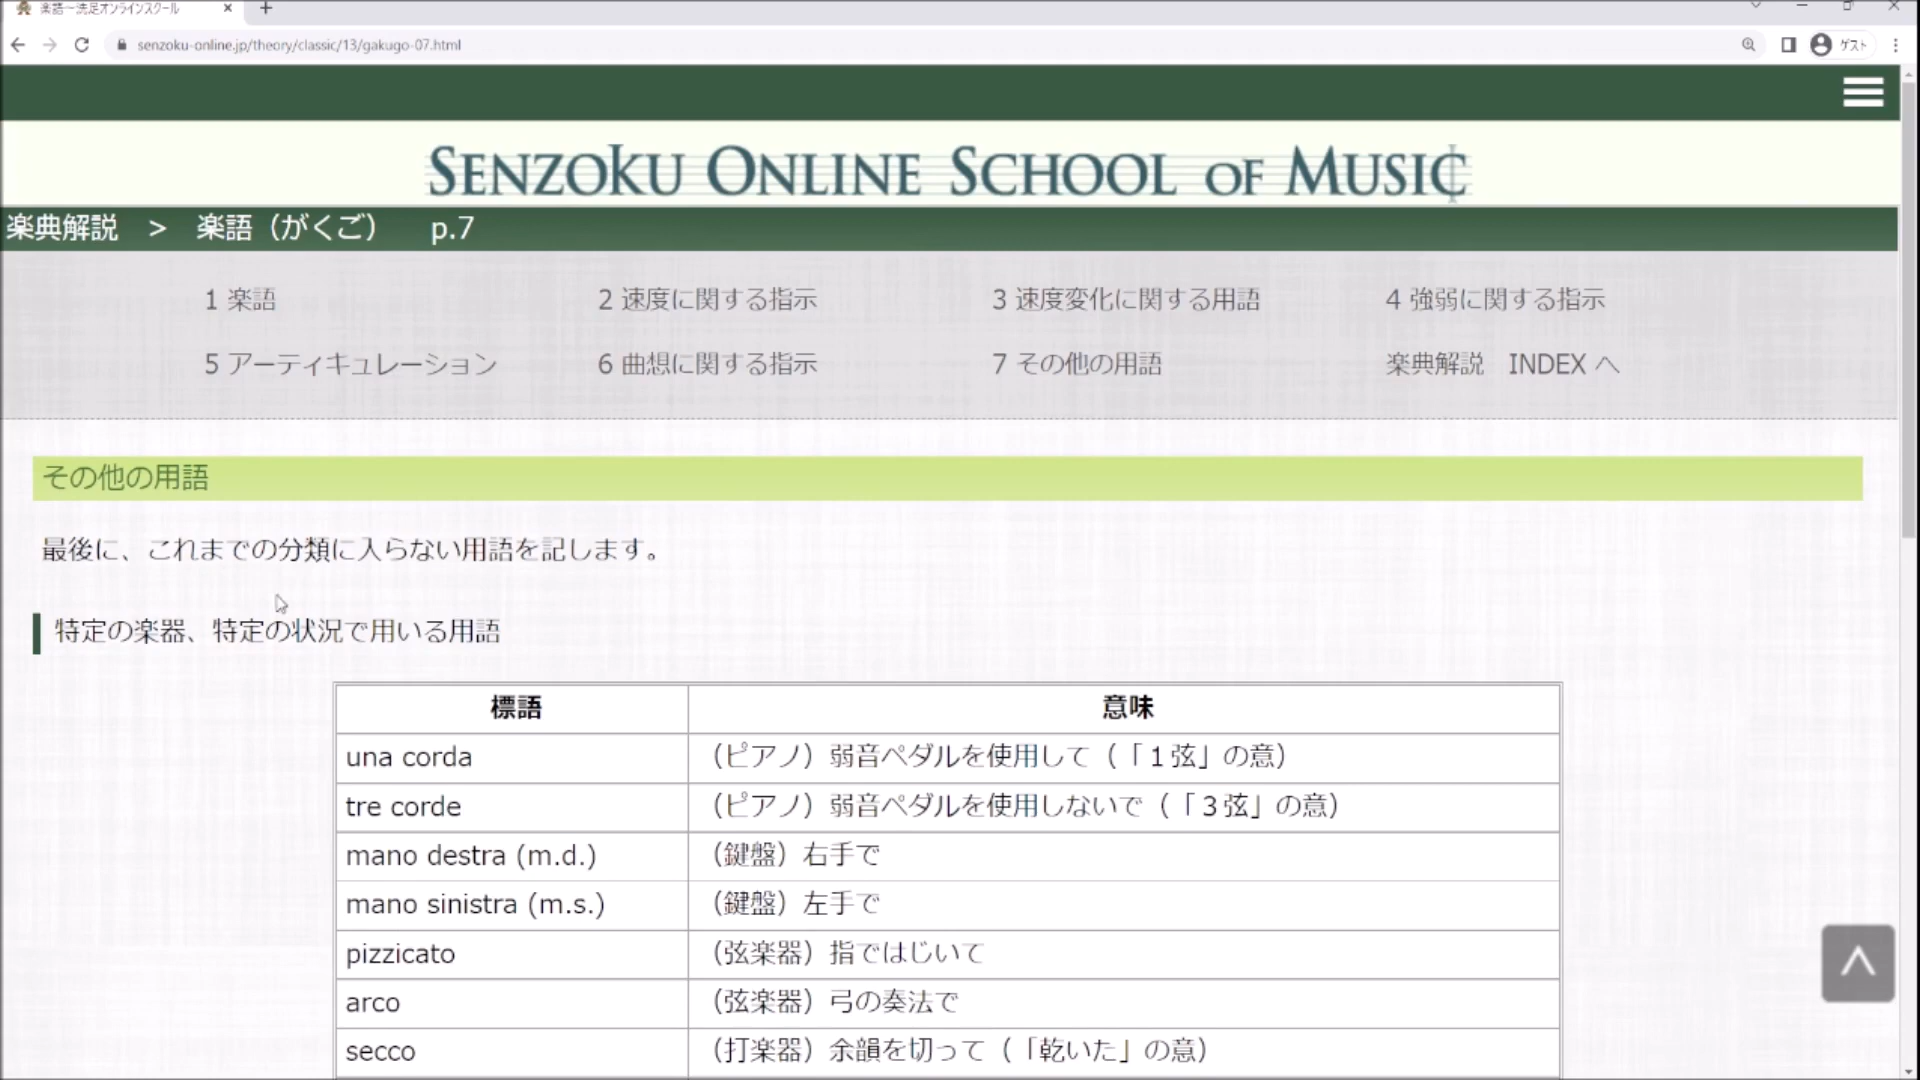 楽語～洗足オンラインスクール
senzoku-online.jp/theory/classic/13/gakugo-07.html
ゲスト
SENZOKU ONLINE SCHOOL OF MUSIC
楽典解説 > 楽語（がくご） p.7
1 楽語 2 速度に関する指示 3 速度変化に関する用語 4 強弱に関する指示
5 アーティキュレーション 6 曲想に関する指示 7 その他の用語 楽典解説 INDEX へ
その他の用語
最後に、これまでの分類に入らない用語を記します。
特定の楽器、特定の状況で用いる用語
標語 意味
una corda （ピアノ）弱音ペダルを使用して（「１弦」の意）
tre corde （ピアノ）弱音ペダルを使用しないで（「３弦」の意）
mano destra (m.d.) （鍵盤）右手で
mano sinistra (m.s.) （鍵盤）左手で
pizzicato （弦楽器）指ではじいて
arco （弦楽器）弓の奏法で
secco （打楽器）余韻を切って（「乾いた」の意）